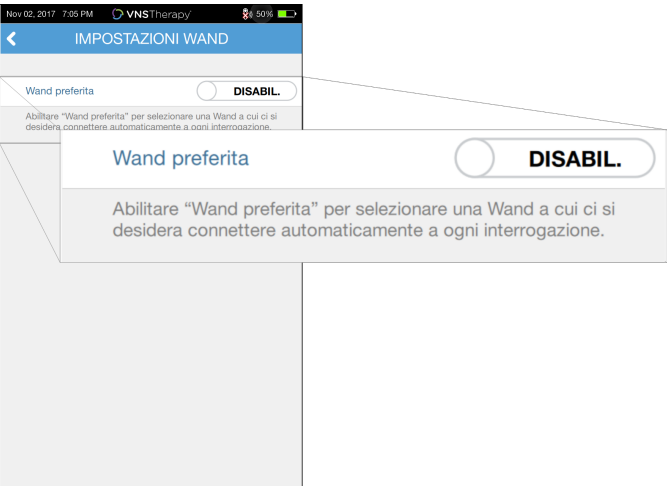 Nov 02, 2017 7:05 PM VNSTherapy 50%
IMPOSTAZIONI WAND
Wand preferita DISABIL.
Abilitare “Wand preferita” per selezionare una Wand a cui ci si
desidera connettere automaticamente a ogni interrogazione.
Wand preferita DISABIL.
Abilitare “Wand preferita” per selezionare una Wand a cui ci si
desidera connettere automaticamente a ogni interrogazione.